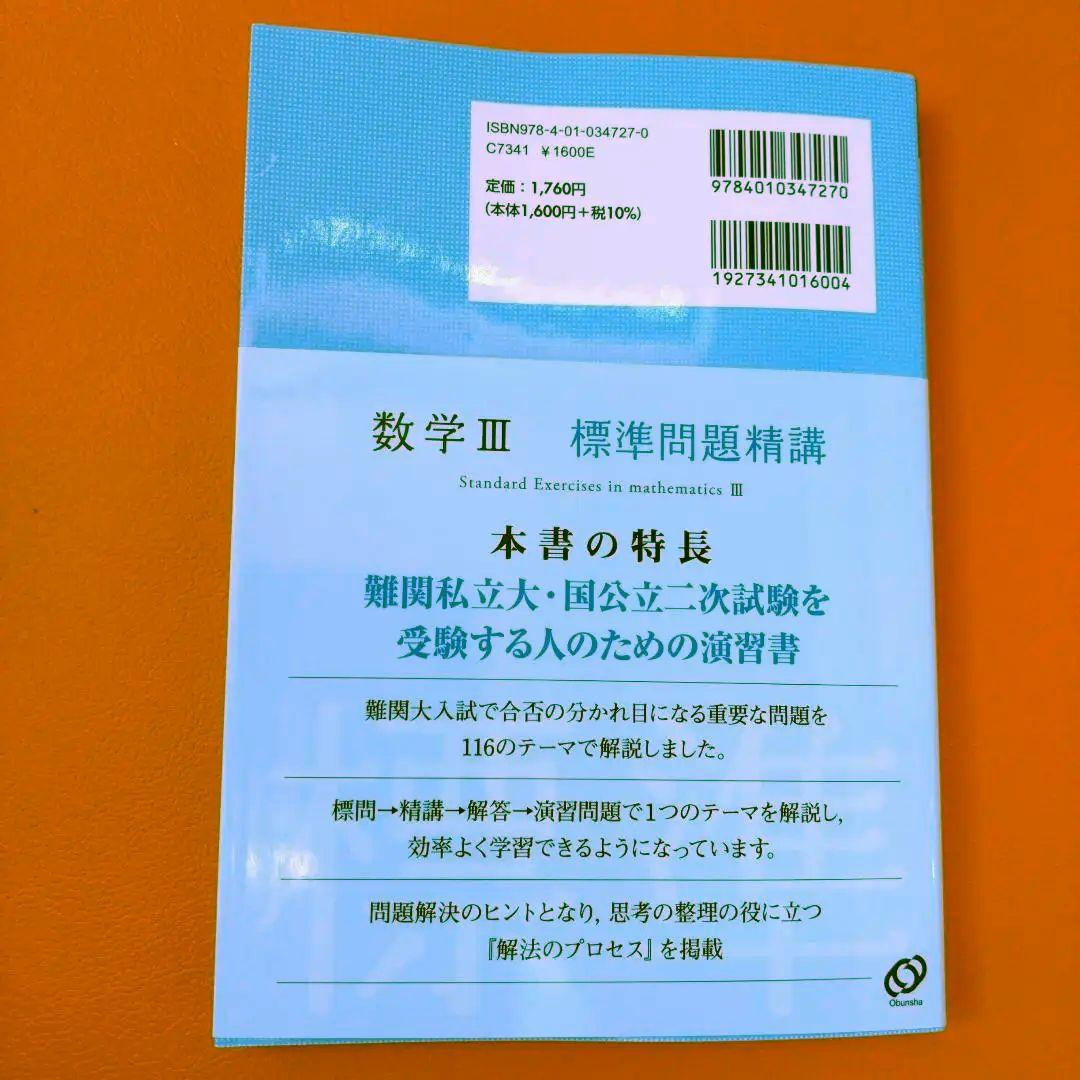 ISBN978-4-01-034727-0
C7341 ¥1600E
定価：1,760円
（本体1,600円＋税10%）
9784010347270
1927341016004
数学Ⅲ 標準問題精講
Standard Exercises in mathematics Ⅲ
本書の特長
難関私立大・国公立二次試験を
受験する人のための演習書
難関大入試で合否の分かれ目になる重要な問題を
116のテーマで解説しました。
標問→精講→解答→演習問題で1つのテーマを解説し,
効率よく学習できるようになっています。
問題解決のヒントとなり, 思考の整理の役に立つ
『解法のプロセス』を掲載
Obunsha